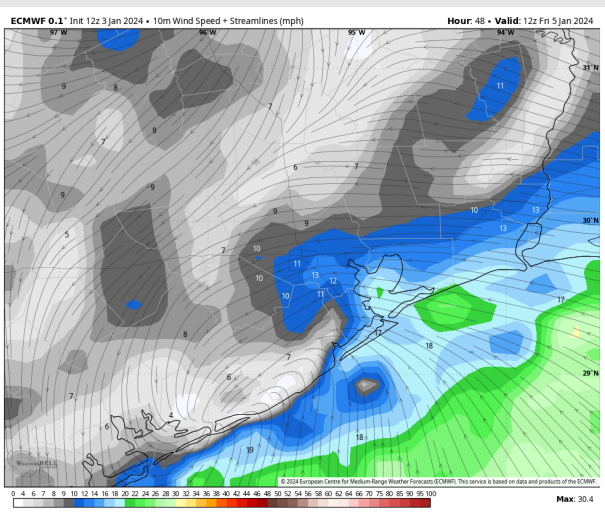 ECMWF 0.1° Init 12z 3 Jan 2024 • 10m Wind Speed + Streamlines (mph) Hour: 48 • Valid: 12z Fri 5 Jan 2024
97°W 96°W 95°W 94°W
31°N
11
9 8
7
9
7
6 7
9 9
10 13
9 9
30°N
13
5
7 10
11
10 13 12
10 11
17
8 17
18
7
29°N
6
7
4
6
18
19
WEATHERBELL
© 2024 European Centre for Medium-Range Weather Forecasts (ECMWF). This service is based on data and products of the ECMWF.
0 4 6 7 8 9 10 12 14 16 18 20 22 24 26 28 30 32 34 36 38 40 42 44 46 48 50 52 54 56 58 60 62 64 66 70 75 80 85 90 95 100
Max: 30.4